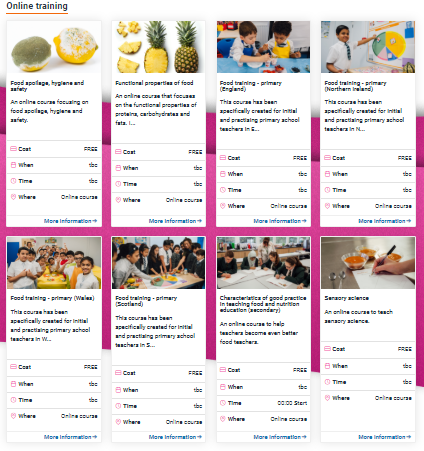 Online training
Food spoilage, hygiene and
safety
An online course focusing on
food spoilage, hygiene and
safety.
Cost FREE
When tbc
Time tbc
Where Online course
More information
Functional properties of food
An online course that focuses
on the functional properties of
proteins, carbohydrates and
fats. I...
Cost FREE
When tbc
Time tbc
Where Online course
More information
Food training - primary
(England)
This course has been
specifically created for initial
and practising primary school
teachers in E...
Cost FREE
When tbc
Time tbc
Where Online course
More information
Food training - primary
(Northern Ireland)
This course has been
specifically created for initial
and practising primary school
teachers in N...
Cost FREE
When tbc
Time tbc
Where Online course
More information
Food training - primary (Wales)
This course has been
specifically created for initial
and practising primary school
teachers in W...
Cost FREE
When tbc
Time tbc
Where Online course
More information
Food training - primary
(Scotland)
This course has been
specifically created for initial
and practising primary school
teachers in S...
Cost FREE
When tbc
Time tbc
Where Online course
More information
Characteristics of good practice
in teaching food and nutrition
education (secondary)
An online course to help
teachers become even better
food teachers.
Cost FREE
When tbc
Time 00:00 Start
Where Online course
More information
Sensory science
An online course to teach
sensory science.
Cost FREE
When tbc
Time tbc
Where Online course
More information